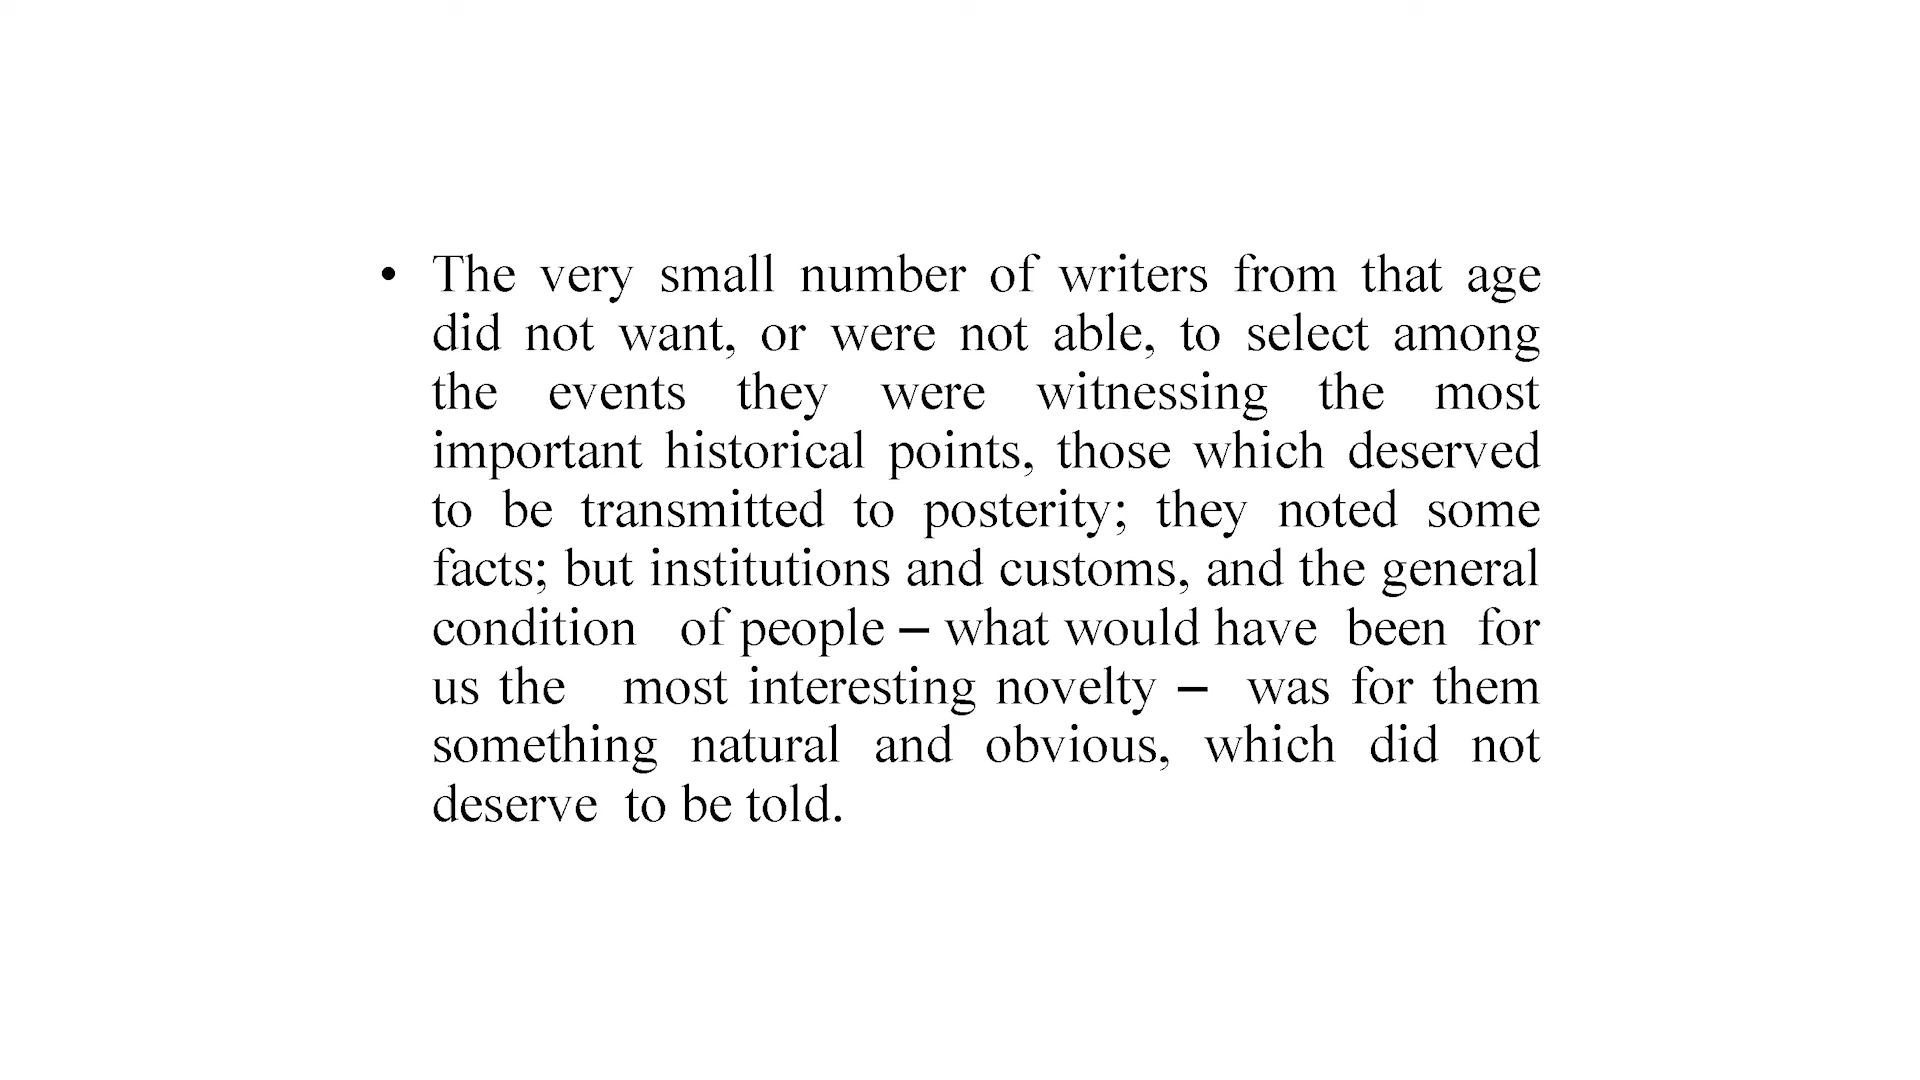 • The very small number of writers from that age
did not want, or were not able, to select among
the events they were witnessing the most
important historical points, those which deserved
to be transmitted to posterity; they noted some
facts; but institutions and customs, and the general
condition of people – what would have been for
us the most interesting novelty – was for them
something natural and obvious, which did not
deserve to be told.